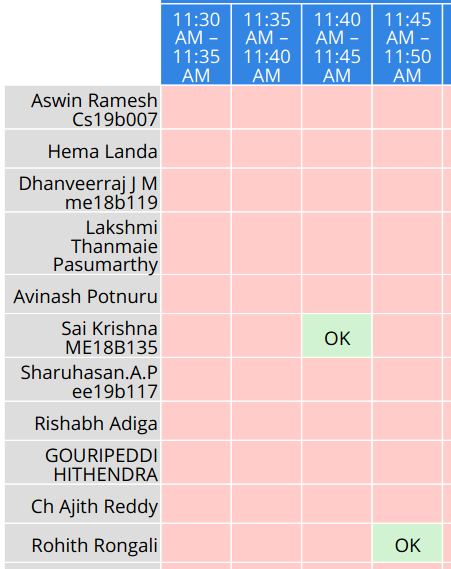 11:30
AM –
11:35
AM
11:35
AM –
11:40
AM
11:40
AM –
11:45
AM
11:45
AM –
11:50
AM
Aswin Ramesh
Cs19b007
Hema Landa
Dhanveerraj J M
me18b119
Lakshmi
Thanmaie
Pasumarthy
Avinash Potnuru
Sai Krishna
ME18B135
OK
Sharuhasan.A.P
ee19b117
Rishabh Adiga
GOURIPEDDI
HITHENDRA
Ch Ajith Reddy
Rohith Rongali
OK